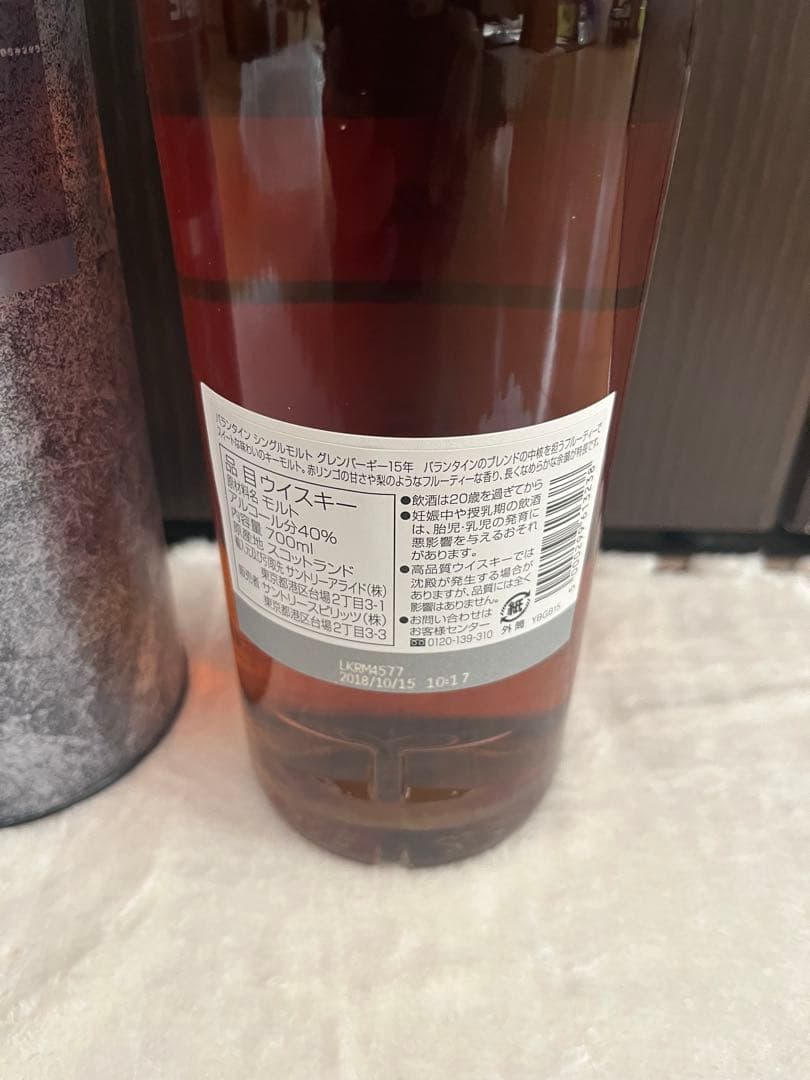 バランタイン シングルモルト グレンバーギー15年　バランタインのブレンドの中核を担うフルーティーで
スイートな味わいのキーモルト。赤リンゴの甘さや梨のようなフルーティーな香り、長くなめらかな余韻が特長です。
品目 ウイスキー
原材料名 モルト
アルコール分40%
内容量 700ml
原産地 スコットランド
輸入元及び引取先 サントリーアライド(株)
東京都港区台場2丁目3-1
販売者 サントリースピリッツ(株)
東京都港区台場2丁目3-3
●飲酒は20歳を過ぎてから
●妊娠中や授乳期の飲酒
は、胎児・乳児の発育に
悪影響を与えるおそれ
があります。
●高品質ウイスキーでは
沈殿が発生する場合が
ありますが、品質には全く
影響はありません。
●お問い合わせは
お客様センター
0120-139-310
紙
外箱
YBGB15
LKRM4577
2018/10/15 10:17